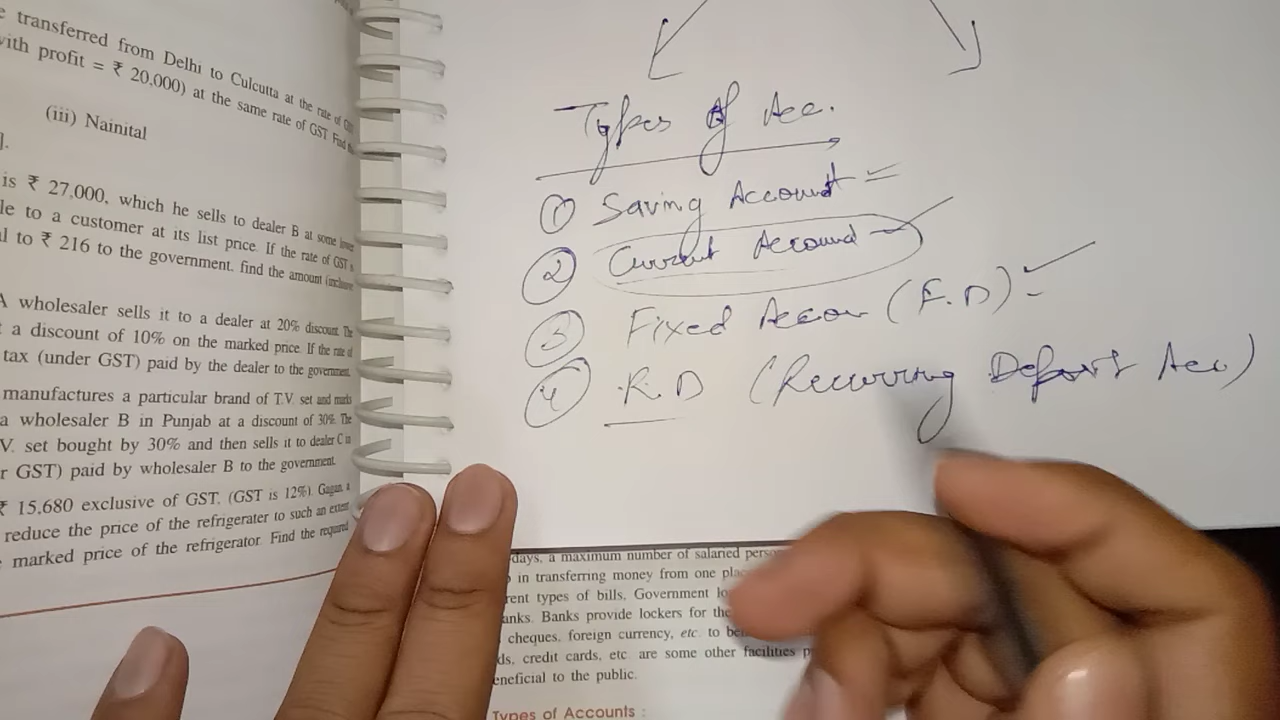 e transferred from Delhi to Culcutta at the rate of
with profit = ₹ 20,000) at the same rate of GST. Find the
(iii) Nainital
].
is ₹ 27,000, which he sells to dealer B at some lower
le to a customer at its list price. If the rate of GST is
l to ₹ 216 to the government, find the amount (inclusive
A wholesaler sells it to a dealer at 20% discount. The
t a discount of 10% on the marked price. If the rate of
tax (under GST) paid by the dealer to the government.
manufactures a particular brand of T.V. set and marks
a wholesaler B in Punjab at a discount of 30%. The
V. set bought by 30% and then sells it to dealer C in
r GST) paid by wholesaler B to the government.
₹ 15,680 exclusive of GST. (GST is 12%). Gagan, a
reduce the price of the refrigerater to such an extent
marked price of the refrigerator. Find the required
Types of Acc.
① Saving Account
② Current Account
③ Fixed Accou (F.D)
④ R.D (Recurring Deposit Acc)
days, a maximum number of salaried pers
in transferring money from one pla
rent types of bills, Government lo
anks. Banks provide lockers for the
cheques, foreign currency, etc. to be
ds, credit cards, etc. are some other facilities p
eneficial to the public.
Types of Accounts :